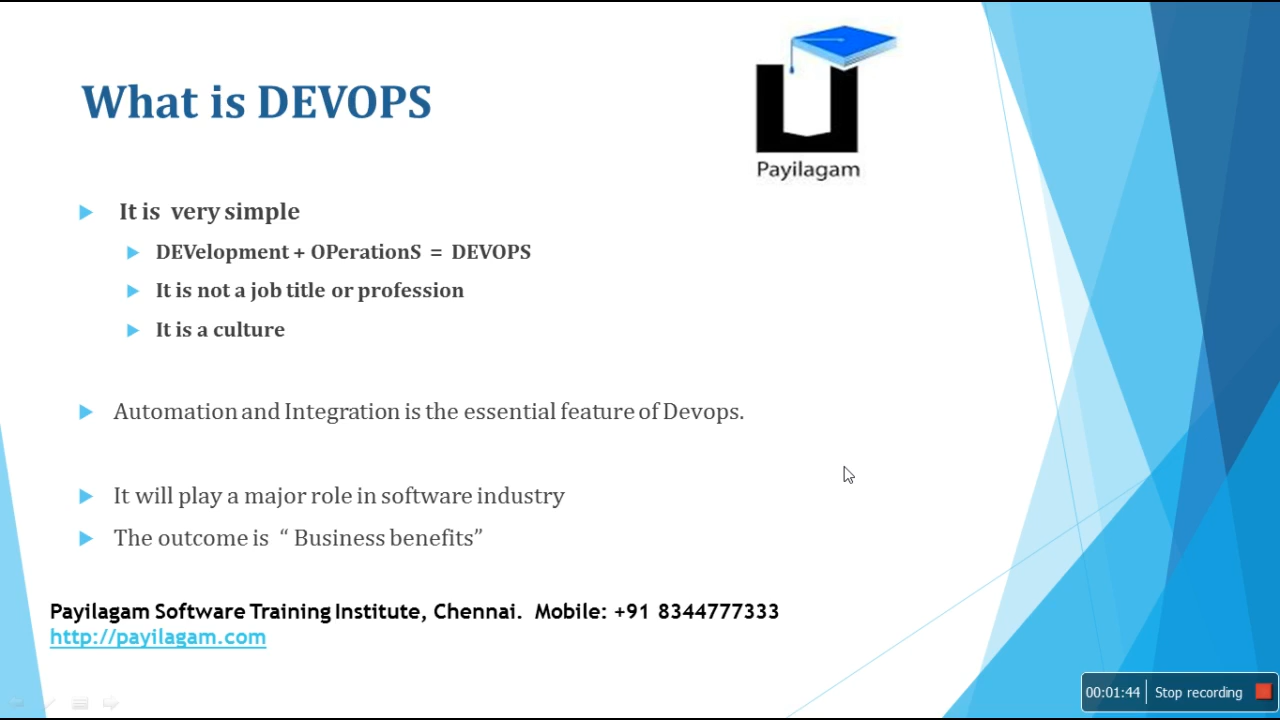 What is DEVOPS
Payilagam
It is very simple
DEVelopment + OPerationS = DEVOPS
It is not a job title or profession
It is a culture
Automation and Integration is the essential feature of Devops.
It will play a major role in software industry
The outcome is “ Business benefits”
Payilagam Software Training Institute, Chennai. Mobile: +91 8344777333
http://payilagam.com
00:01:44 Stop recording